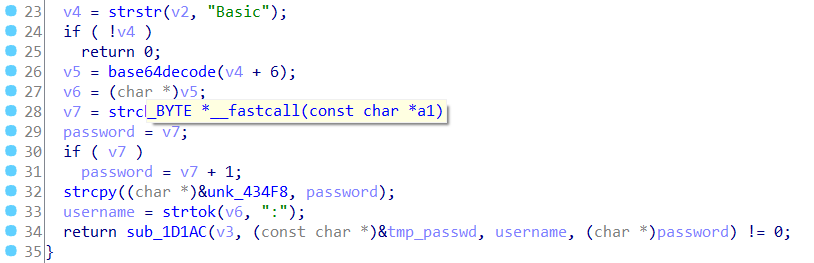 23 v4 = strstr(v2, "Basic");
24 if ( !v4 )
25 return 0;
26 v5 = base64decode(v4 + 6);
27 v6 = (char *)v5;
28 v7 = strcl _BYTE *__fastcall(const char *a1)
29 password = v7;
30 if ( v7 )
31 password = v7 + 1;
32 strcpy((char *)&unk_434F8, password);
33 username = strtok(v6, ":");
34 return sub_1D1AC(v3, (const char *)&tmp_passwd, username, (char *)password) != 0;
35 }